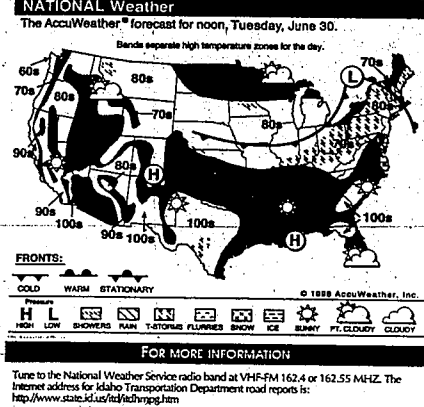 NATIONAL Weather
The AccuWeather® forecast for noon, Tuesday, June 30.
Bands separate high temperature zones for the day.
60s
70s
80s
80s
70s
70s
L
80s
80s
90s
80s
H
90s
100s
90s
100s
100s
H
100s
FRONTS:
COLD WARM STATIONARY
© 1998 AccuWeather, Inc.
Pressure
H L
HIGH LOW SHOWERS RAIN T-STORMS FLURRIES SNOW ICE SUNNY PT. CLOUDY CLOUDY
FOR MORE INFORMATION
Tune to the National Weather Service radio band at VHF-FM 162.4 or 162.55 MHZ. The
Internet address for Idaho Transportation Department road reports is:
http://www.state.id.us/itd/itdhmpg.htm